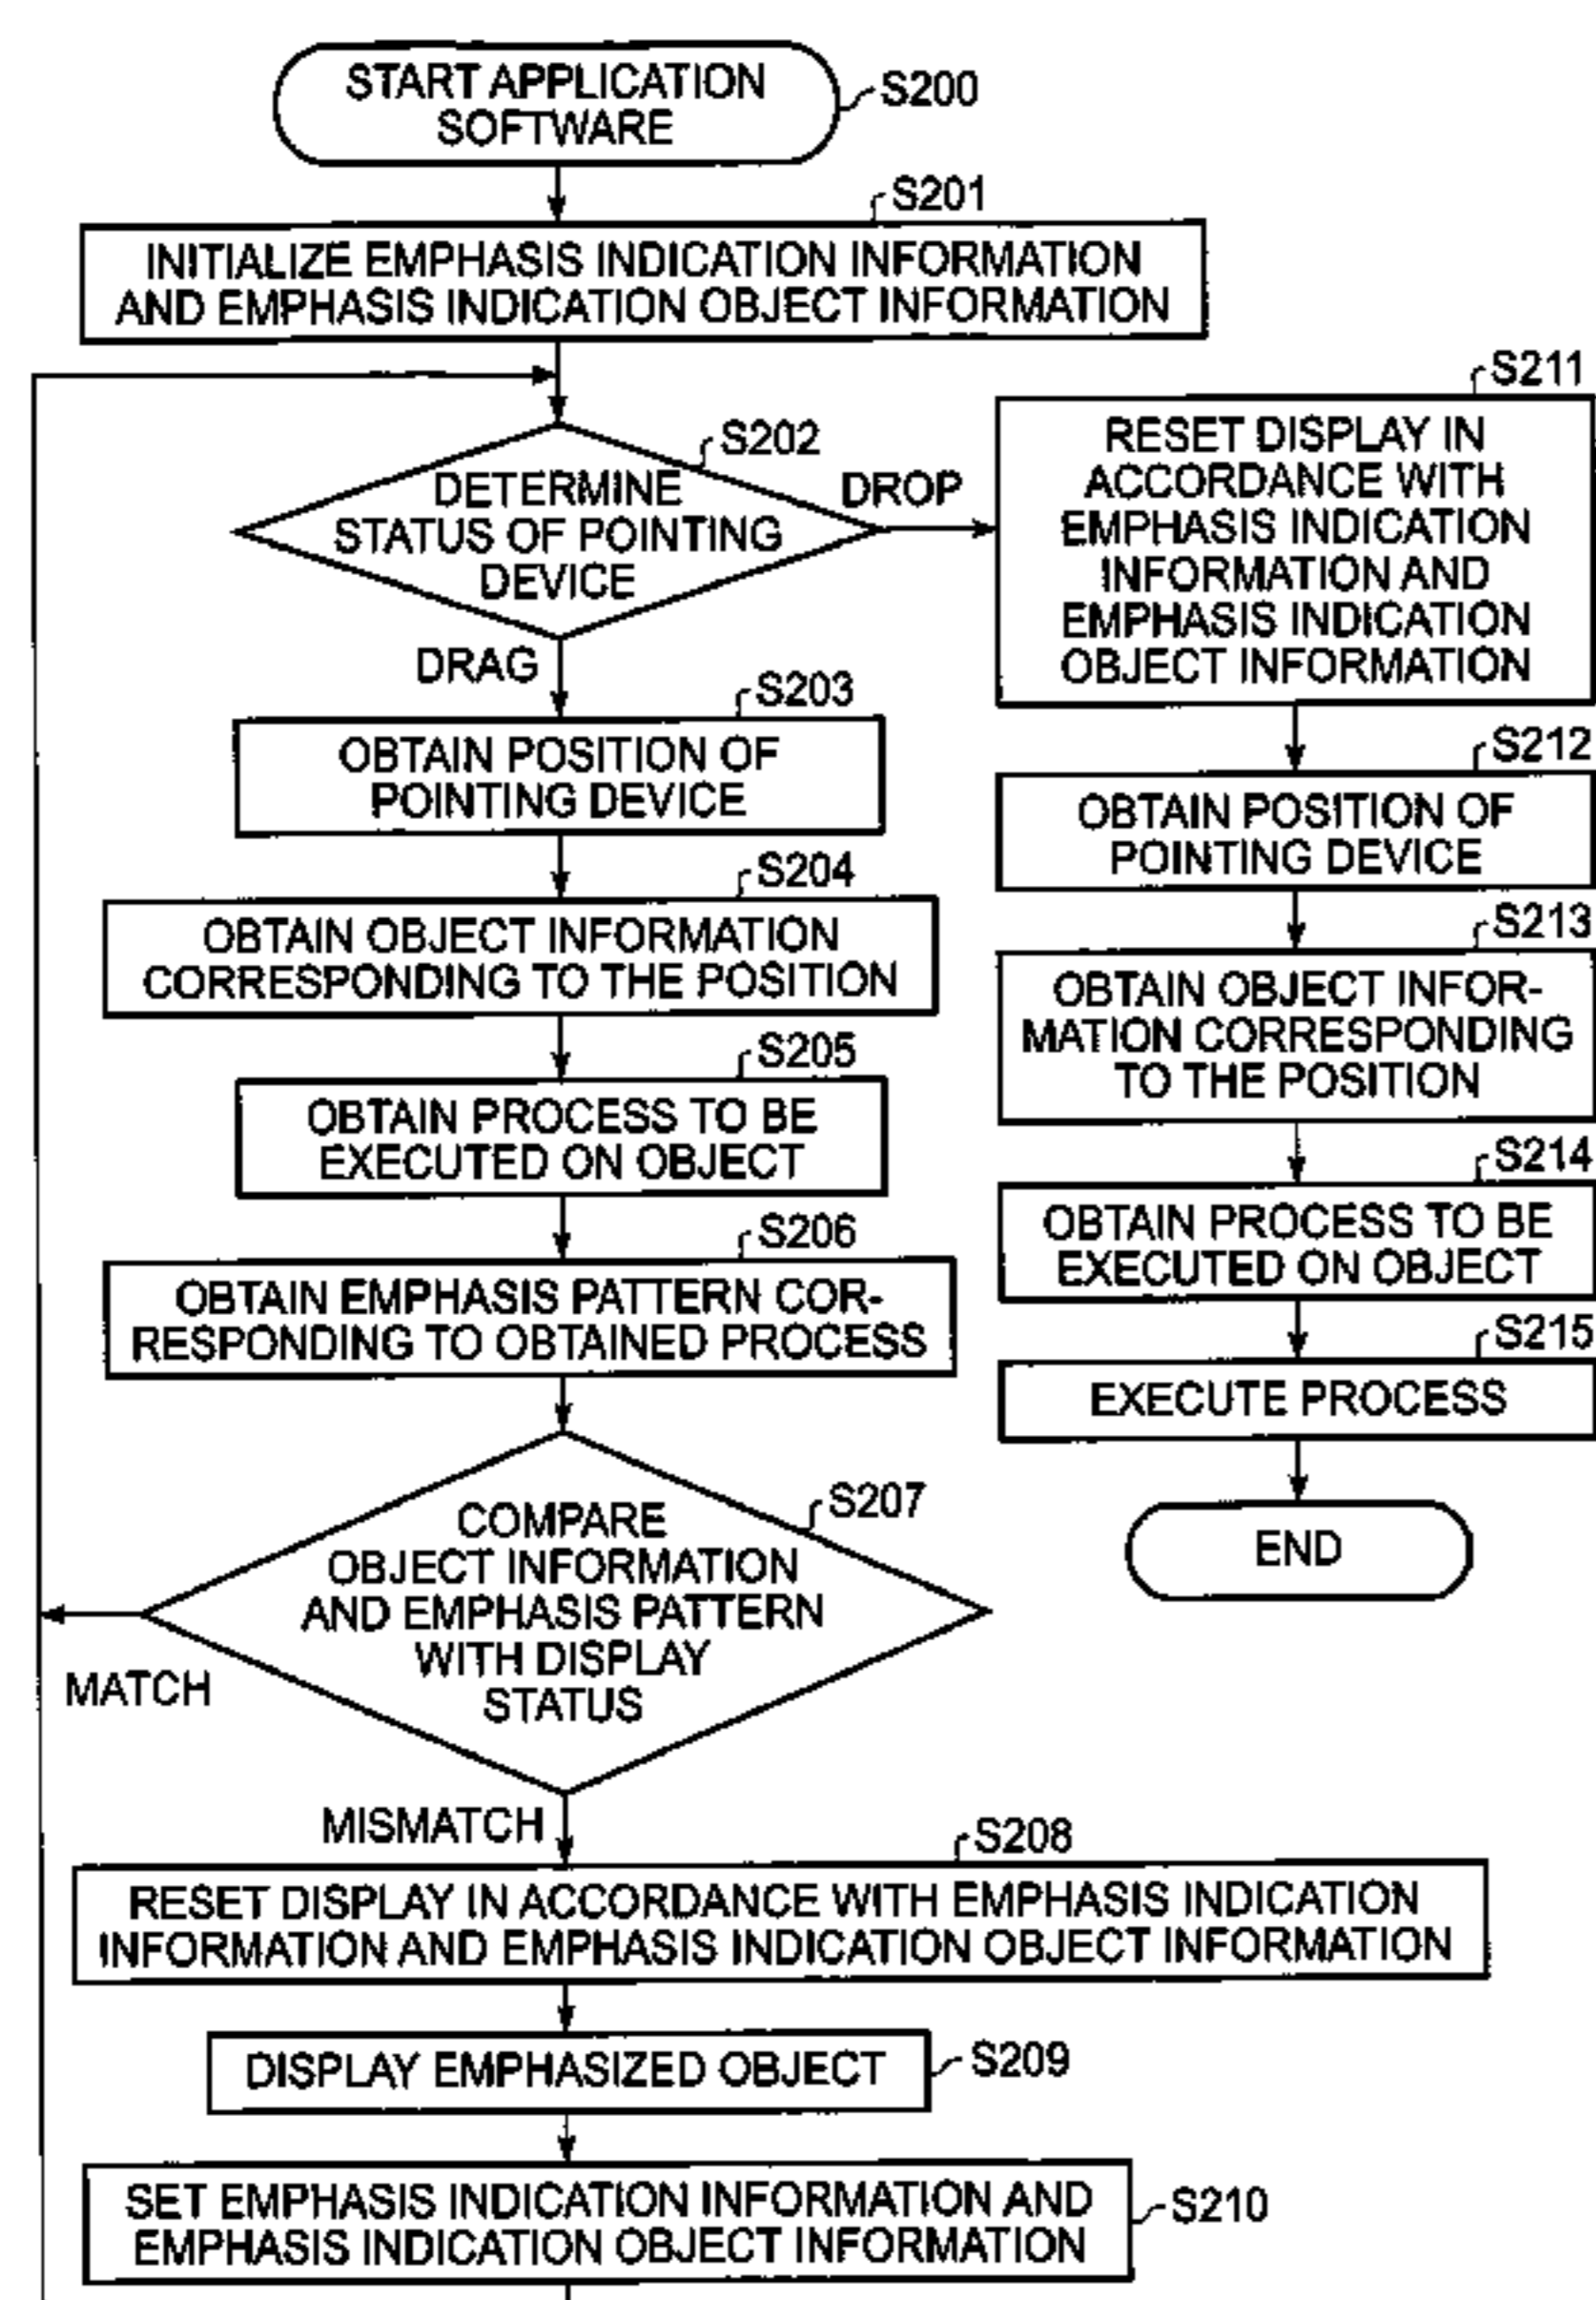 START APPLICATION
SOFTWARE
S200
S201
INITIALIZE EMPHASIS INDICATION INFORMATION
AND EMPHASIS INDICATION OBJECT INFORMATION
S202
DETERMINE
STATUS OF POINTING
DEVICE
DROP
DRAG
S203
OBTAIN POSITION OF
POINTING DEVICE
S204
OBTAIN OBJECT INFORMATION
CORRESPONDING TO THE POSITION
S205
OBTAIN PROCESS TO BE
EXECUTED ON OBJECT
S206
OBTAIN EMPHASIS PATTERN COR-
RESPONDING TO OBTAINED PROCESS
S207
COMPARE
OBJECT INFORMATION
AND EMPHASIS PATTERN
WITH DISPLAY
STATUS
MATCH
MISMATCH
S208
RESET DISPLAY IN ACCORDANCE WITH EMPHASIS INDICATION
INFORMATION AND EMPHASIS INDICATION OBJECT INFORMATION
DISPLAY EMPHASIZED OBJECT
S209
SET EMPHASIS INDICATION INFORMATION AND
EMPHASIS INDICATION OBJECT INFORMATION
S210
S211
RESET DISPLAY IN
ACCORDANCE WITH
EMPHASIS INDICATION
INFORMATION AND
EMPHASIS INDICATION
OBJECT INFORMATION
S212
OBTAIN POSITION OF
POINTING DEVICE
S213
OBTAIN OBJECT INFOR-
MATION CORRESPONDING
TO THE POSITION
S214
OBTAIN PROCESS TO BE
EXECUTED ON OBJECT
S215
EXECUTE PROCESS
END